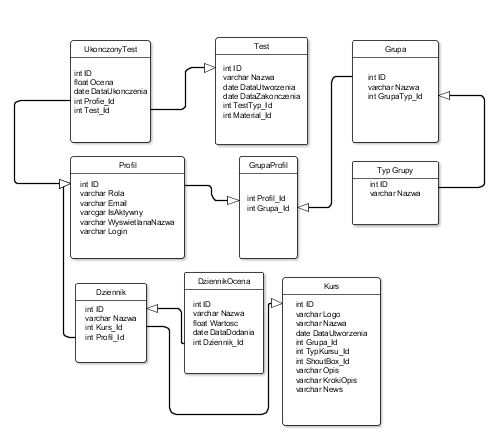 UkonczonyTest
int ID
float Ocena
date DataUkonczenia
int Profie_Id
int Test_Id
Test
int ID
varchar Nazwa
date DataUtworzenia
date DataZakonczenia
int TestTyp_Id
int Material_Id
Grupa
int ID
varchar Nazwa
int GrupaTyp_Id
Profil
int ID
varchar Rola
varchar Email
varcgar IsAktywny
varchar WyswietlanaNazwa
varchar Login
GrupaProfil
int Profil_Id
int Grupa_Id
Typ Grupy
int ID
varchar Nazwa
Dziennik
int ID
varchar Nazwa
int Kurs_Id
int Profil_Id
DziennikOcena
int ID
varchar Nazwa
float Wartosc
date DataDodania
int Dziennik_Id
Kurs
int ID
varchar Logo
varchar Nazwa
date DataUtworzenia
int Grupa_Id
int TypKursu_Id
int ShoutBox_Id
varchar Opis
varchar KrokiOpis
varchar News